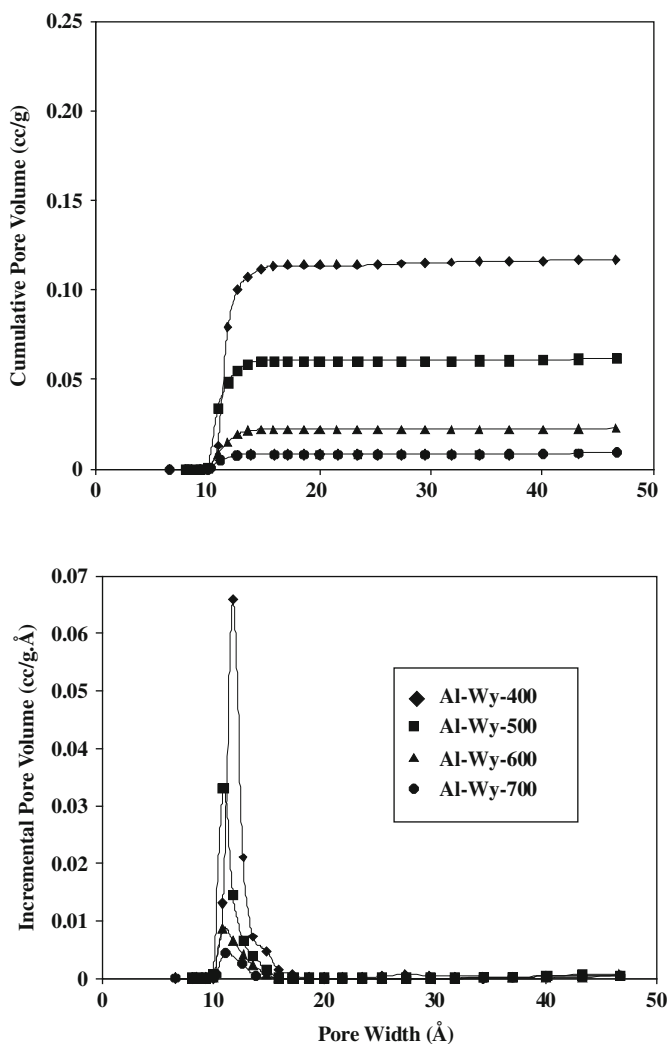 0.25
0.20
0.15
0.10
0.05
0
0 10 20 30 40 50
Cumulative Pore Volume (cc/g)
0.07
0.06
0.05
0.04
0.03
0.02
0.01
0
0 10 20 30 40 50
Incremental Pore Volume (cc/g.Å)
Al-Wy-400
Al-Wy-500
Al-Wy-600
Al-Wy-700
Pore Width (Å)